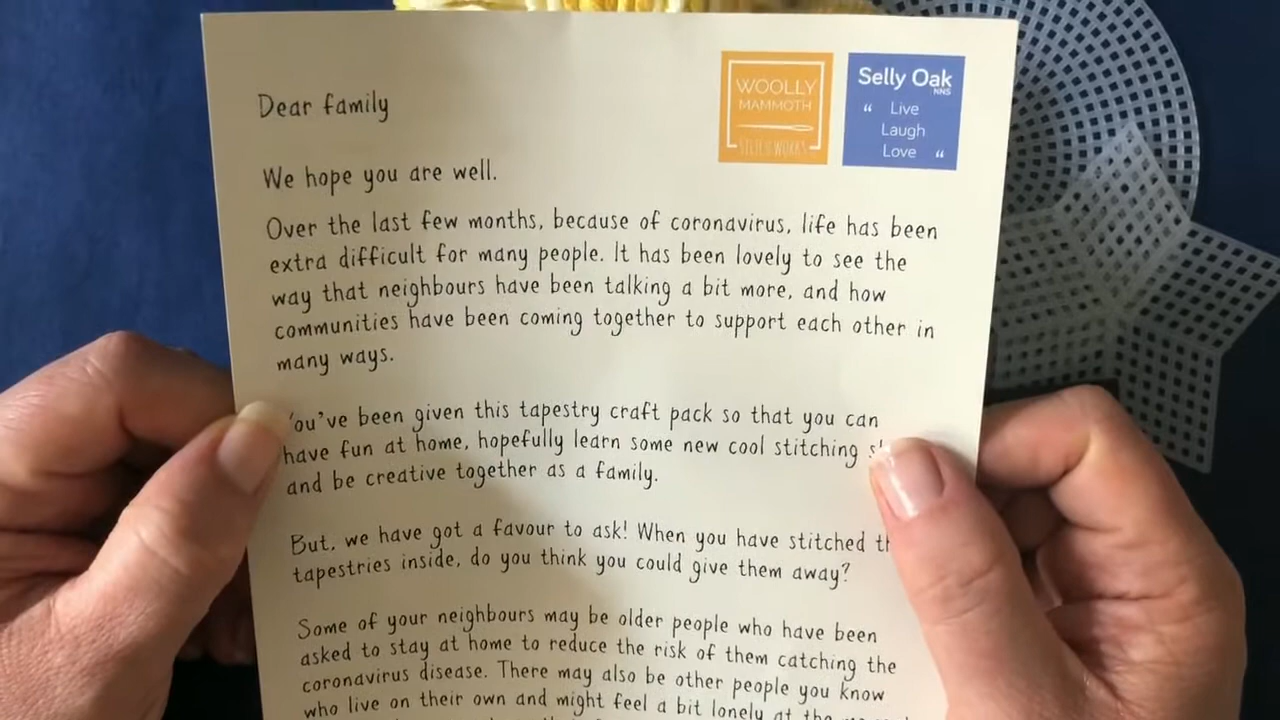 WOOLLY
MAMMOTH
STITCH WORKS
Selly Oak
NNS
“ Live
Laugh
Love “
Dear family
We hope you are well.
Over the last few months, because of coronavirus, life has been
extra difficult for many people. It has been lovely to see the
way that neighbours have been talking a bit more, and how
communities have been coming together to support each other in
many ways.
You've been given this tapestry craft pack so that you can
have fun at home, hopefully learn some new cool stitching
and be creative together as a family.
But, we have got a favour to ask! When you have stitched
tapestries inside, do you think you could give them away?
Some of your neighbours may be older people who have been
asked to stay at home to reduce the risk of them catching the
coronavirus disease. There may also be other people you know
who live on their own and might feel a bit lonely at the